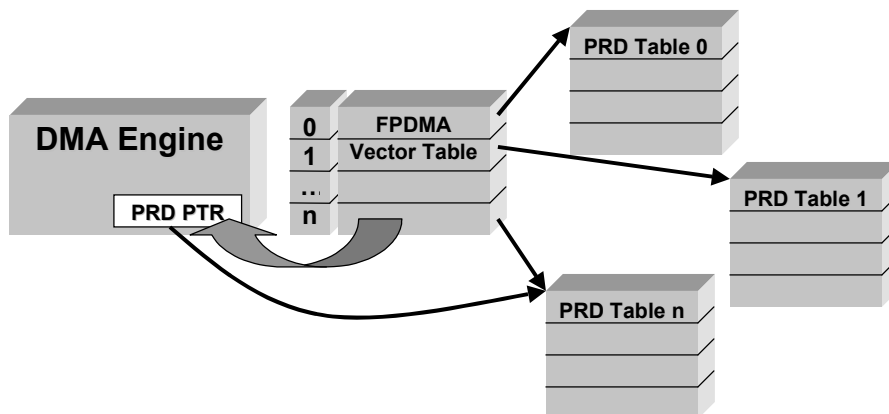 DMA Engine
PRD PTR
0
1
...
n
FPDMA
Vector Table
PRD Table 0
PRD Table 1
PRD Table n